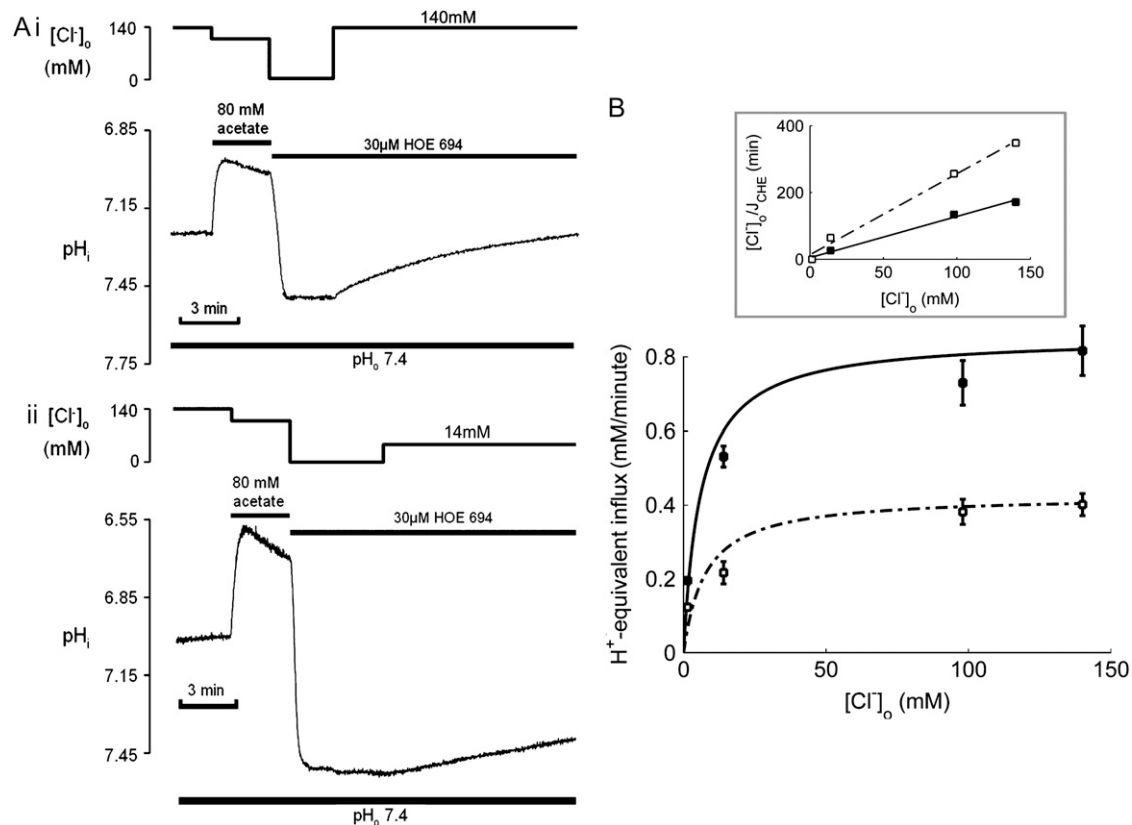 A i
[Cl⁻]ₒ
(mM)
140
0
140mM
80 mM
acetate
30µM HOE 694
6.85
7.15
pHᵢ
7.45
3 min
7.75
pHₒ 7.4
ii
[Cl⁻]ₒ
(mM)
140
0
14mM
80 mM
acetate
30µM HOE 694
6.55
6.85
pHᵢ
7.15
3 min
7.45
pHₒ 7.4
B
[Cl⁻]ₒ/J_CHE (min)
400
200
0
0
50
100
150
[Cl⁻]ₒ (mM)
H⁺-equivalent influx (mM/minute)
0.8
0.6
0.4
0.2
0
0
50
100
150
[Cl⁻]ₒ (mM)